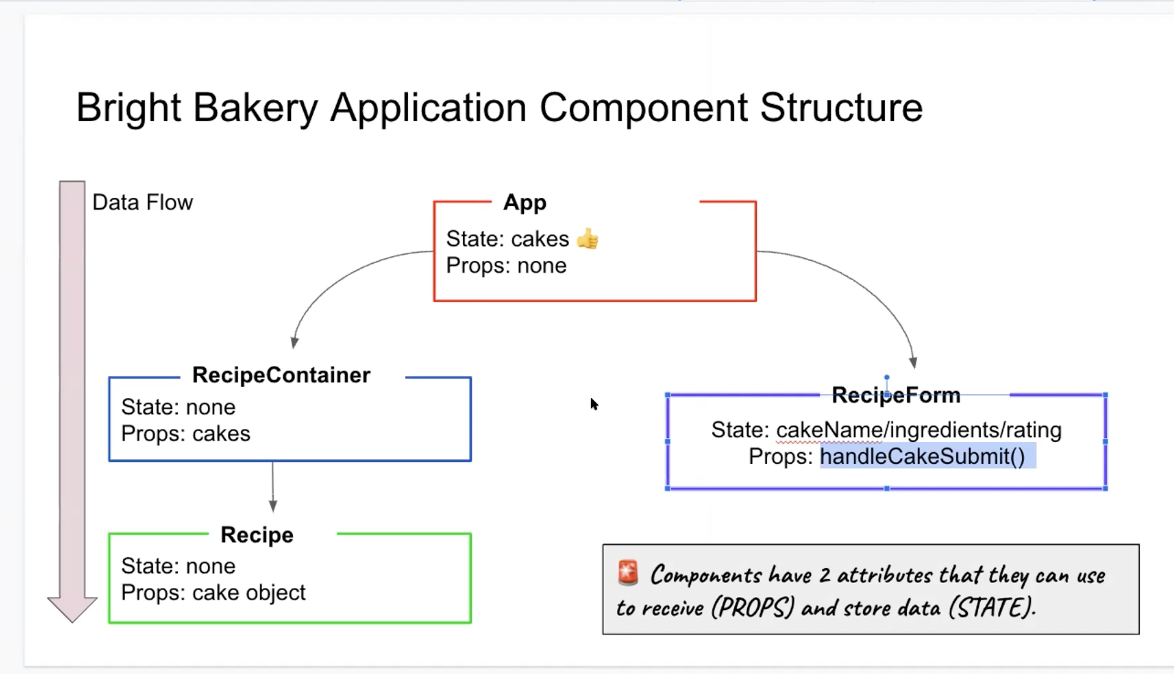 Bright Bakery Application Component Structure
Data Flow
App
State: cakes 👍
Props: none
RecipeContainer
State: none
Props: cakes
RecipeForm
State: cakeName/ingredients/rating
Props: handleCakeSubmit()
Recipe
State: none
Props: cake object
🚨 Components have 2 attributes that they can use
to receive (PROPS) and store data (STATE).